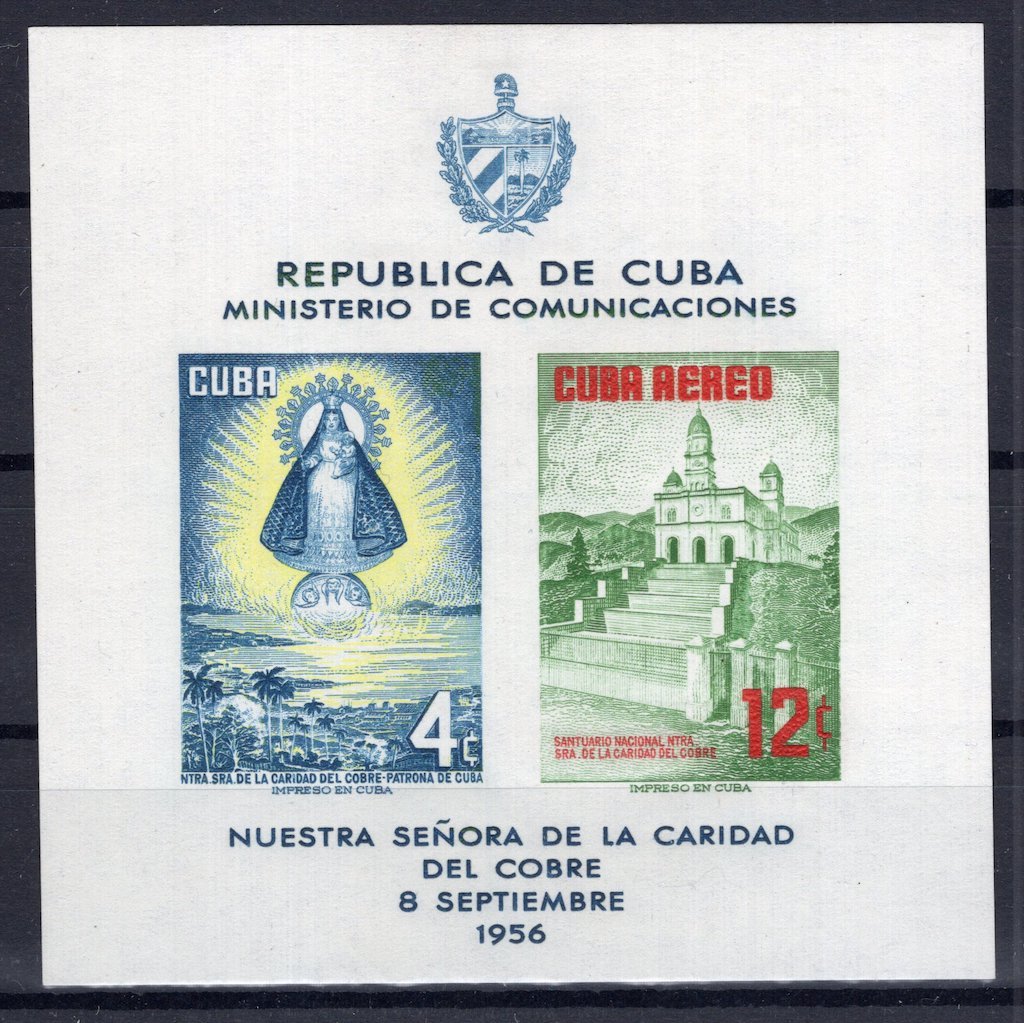 REPUBLICA DE CUBA
MINISTERIO DE COMUNICACIONES
CUBA
4¢
NTRA. SRA. DE LA CARIDAD DEL COBRE-PATRONA DE CUBA
IMPRESO EN CUBA
CUBA AEREO
SANTUARIO NACIONAL NTRA.
SRA. DE LA CARIDAD DEL COBRE
12¢
IMPRESO EN CUBA
NUESTRA SEÑORA DE LA CARIDAD
DEL COBRE
8 SEPTIEMBRE
1956